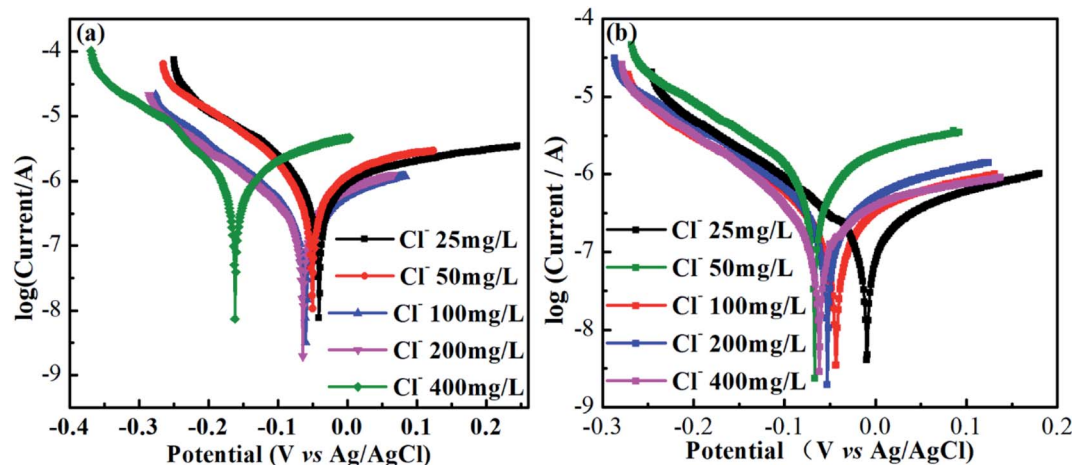 (a)
-4
-5
-6
-7
-8
-9
log(Current/A)
Cl⁻ 25mg/L
Cl⁻ 50mg/L
Cl⁻ 100mg/L
Cl⁻ 200mg/L
Cl⁻ 400mg/L
-0.4 -0.3 -0.2 -0.1 0.0 0.1 0.2
Potential (V vs Ag/AgCl)
(b)
-4
-5
-6
-7
-8
-9
log (Current / A)
Cl⁻ 25mg/L
Cl⁻ 50mg/L
Cl⁻ 100mg/L
Cl⁻ 200mg/L
Cl⁻ 400mg/L
-0.3 -0.2 -0.1 0.0 0.1 0.2
Potential （V vs Ag/AgCl)